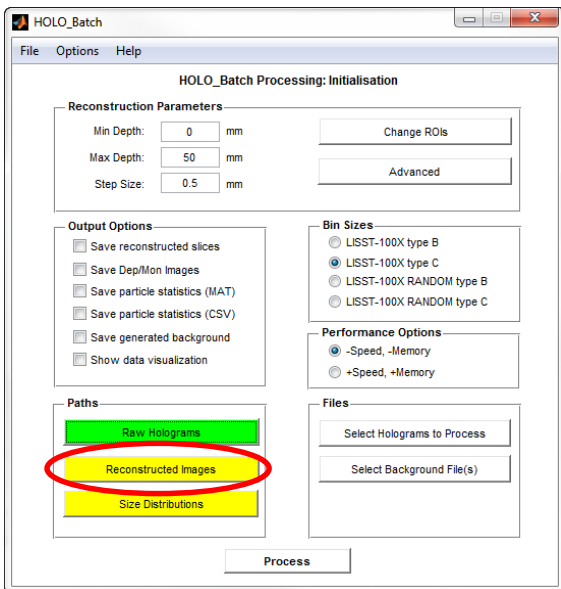 HOLO_Batch
File Options Help
HOLO_Batch Processing: Initialisation
Reconstruction Parameters
Min Depth: 0 mm
Max Depth: 50 mm
Step Size: 0.5 mm
Change ROIs
Advanced
Output Options
Save reconstructed slices
Save Dep/Mon Images
Save particle statistics (MAT)
Save particle statistics (CSV)
Save generated background
Show data visualization
Bin Sizes
LISST-100X type B
LISST-100X type C
LISST-100X RANDOM type B
LISST-100X RANDOM type C
Performance Options
-Speed, -Memory
+Speed, +Memory
Paths
Raw Holograms
Reconstructed Images
Size Distributions
Files
Select Holograms to Process
Select Background File(s)
Process